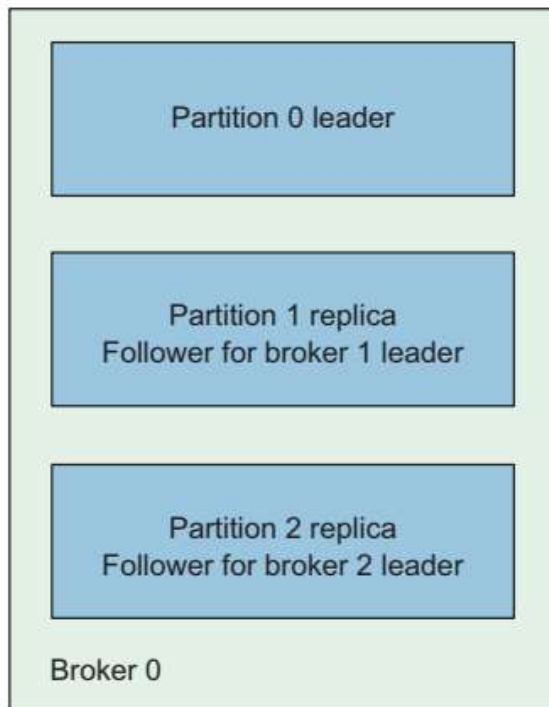 Partition 0 leader
Partition 1 replica
Follower for broker 1 leader
Partition 2 replica
Follower for broker 2 leader
Broker 0